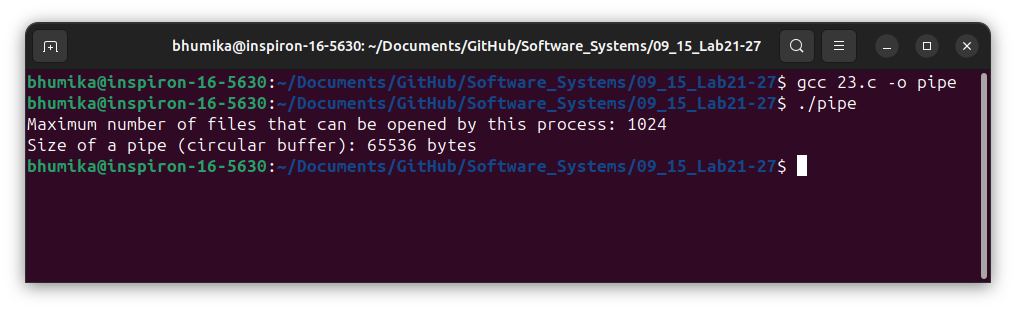 bhumika@inspiron-16-5630: ~/Documents/GitHub/Software_Systems/09_15_Lab21-27
bhumika@inspiron-16-5630:~/Documents/GitHub/Software_Systems/09_15_Lab21-27$ gcc 23.c -o pipe
bhumika@inspiron-16-5630:~/Documents/GitHub/Software_Systems/09_15_Lab21-27$ ./pipe
Maximum number of files that can be opened by this process: 1024
Size of a pipe (circular buffer): 65536 bytes
bhumika@inspiron-16-5630:~/Documents/GitHub/Software_Systems/09_15_Lab21-27$